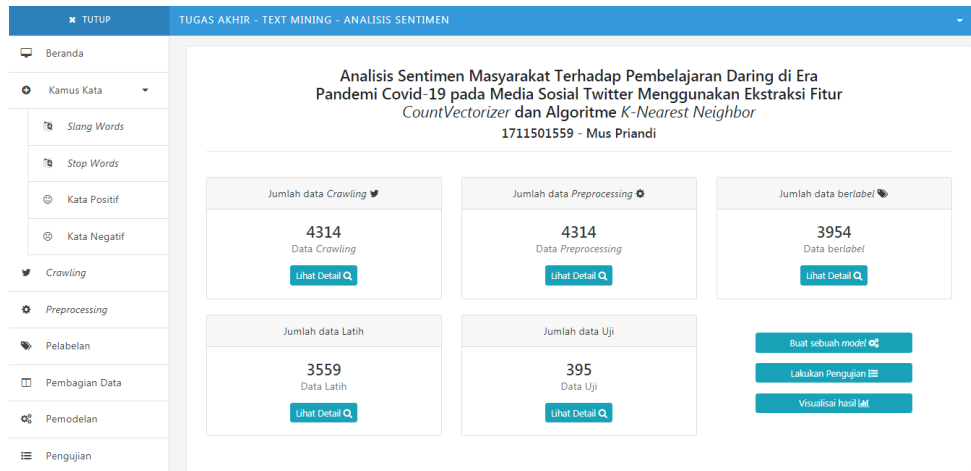 ✖ TUTUP
TUGAS AKHIR - TEXT MINING - ANALISIS SENTIMEN
Beranda
Kamus Kata
Slang Words
Stop Words
Kata Positif
Kata Negatif
Crawling
Preprocessing
Pelabelan
Pembagian Data
Pemodelan
Pengujian
Analisis Sentimen Masyarakat Terhadap Pembelajaran Daring di Era
Pandemi Covid-19 pada Media Sosial Twitter Menggunakan Ekstraksi Fitur
CountVectorizer dan Algoritme K-Nearest Neighbor
1711501559 - Mus Priandi
Jumlah data Crawling
4314
Data Crawling
Lihat Detail
Jumlah data Preprocessing
4314
Data Preprocessing
Lihat Detail
Jumlah data berlabel
3954
Data berlabel
Lihat Detail
Jumlah data Latih
3559
Data Latih
Lihat Detail
Jumlah data Uji
395
Data Uji
Lihat Detail
Buat sebuah model
Lakukan Pengujian
Visualisai hasil